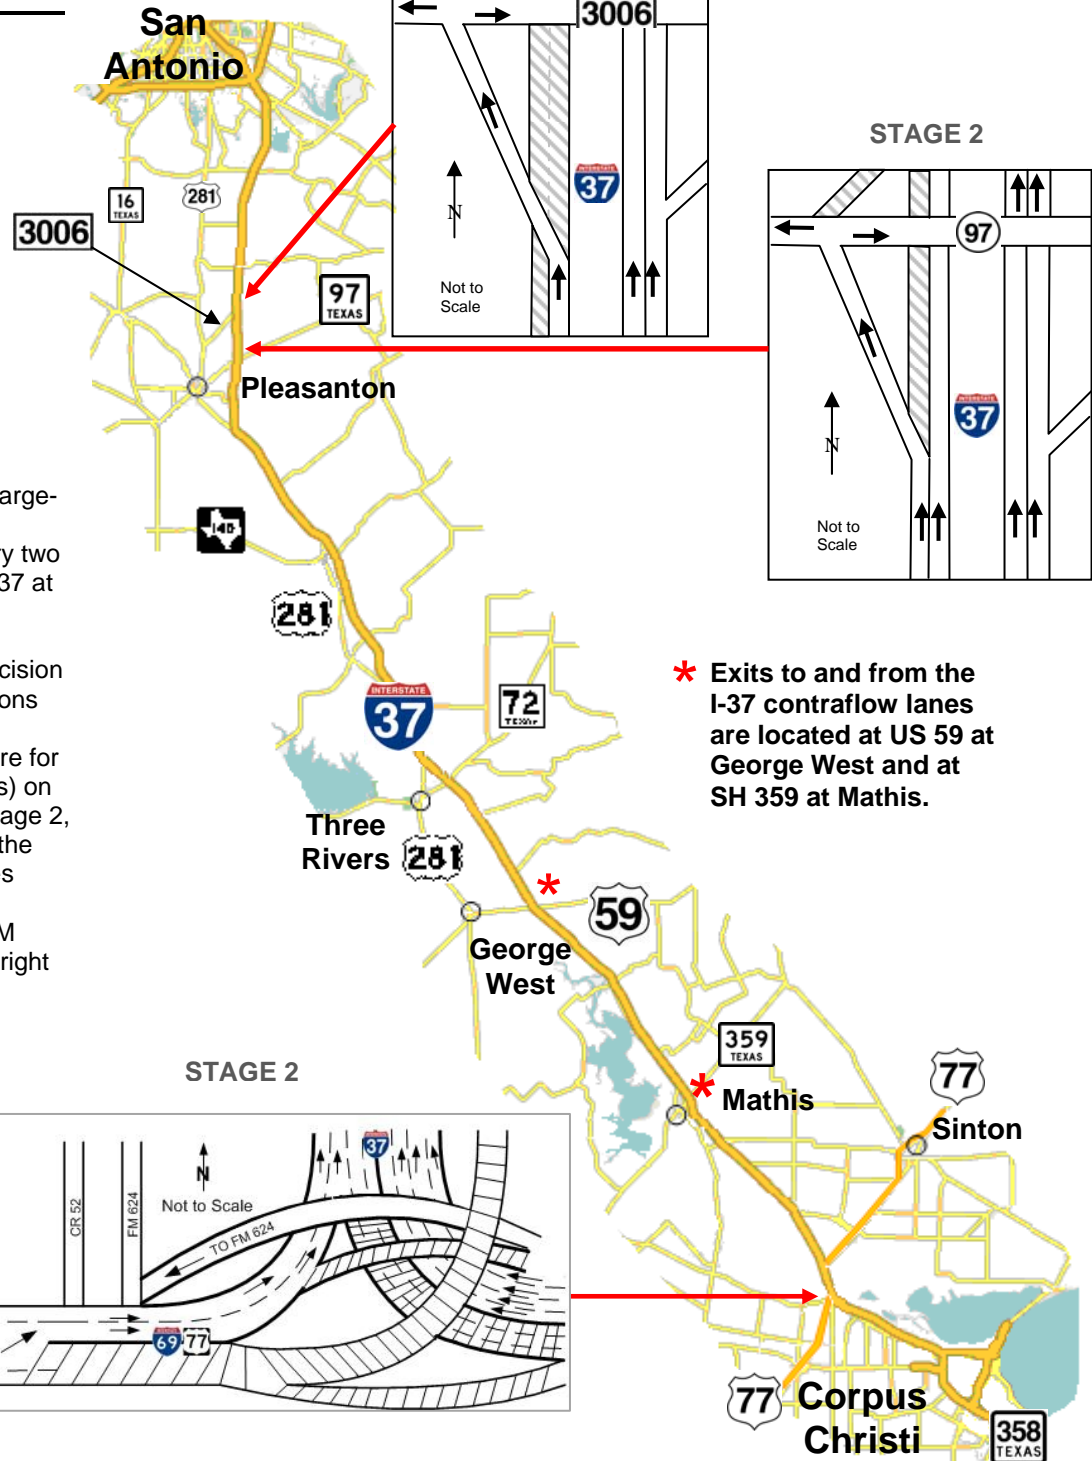 San
Antonio
3006
STAGE 2
16
TEXAS
281
3006
N
INTERSTATE
37
Not to
Scale
97
TEXAS
97
Pleasanton
N
INTERSTATE
37
Not to
Scale
arge-
ry two
37 at
cision
ons
re for
s) on
age 2,
the
es
M
right
140
281
INTERSTATE
37
72
TEXAS
* Exits to and from the
I-37 contraflow lanes
are located at US 59 at
George West and at
SH 359 at Mathis.
Three
Rivers
281
*
59
George
West
359
TEXAS
*
Mathis
77
Sinton
STAGE 2
CR 52
FM 624
N
Not to Scale
37
TO FM 624
69
77
77
Corpus
Christi
358
TEXAS